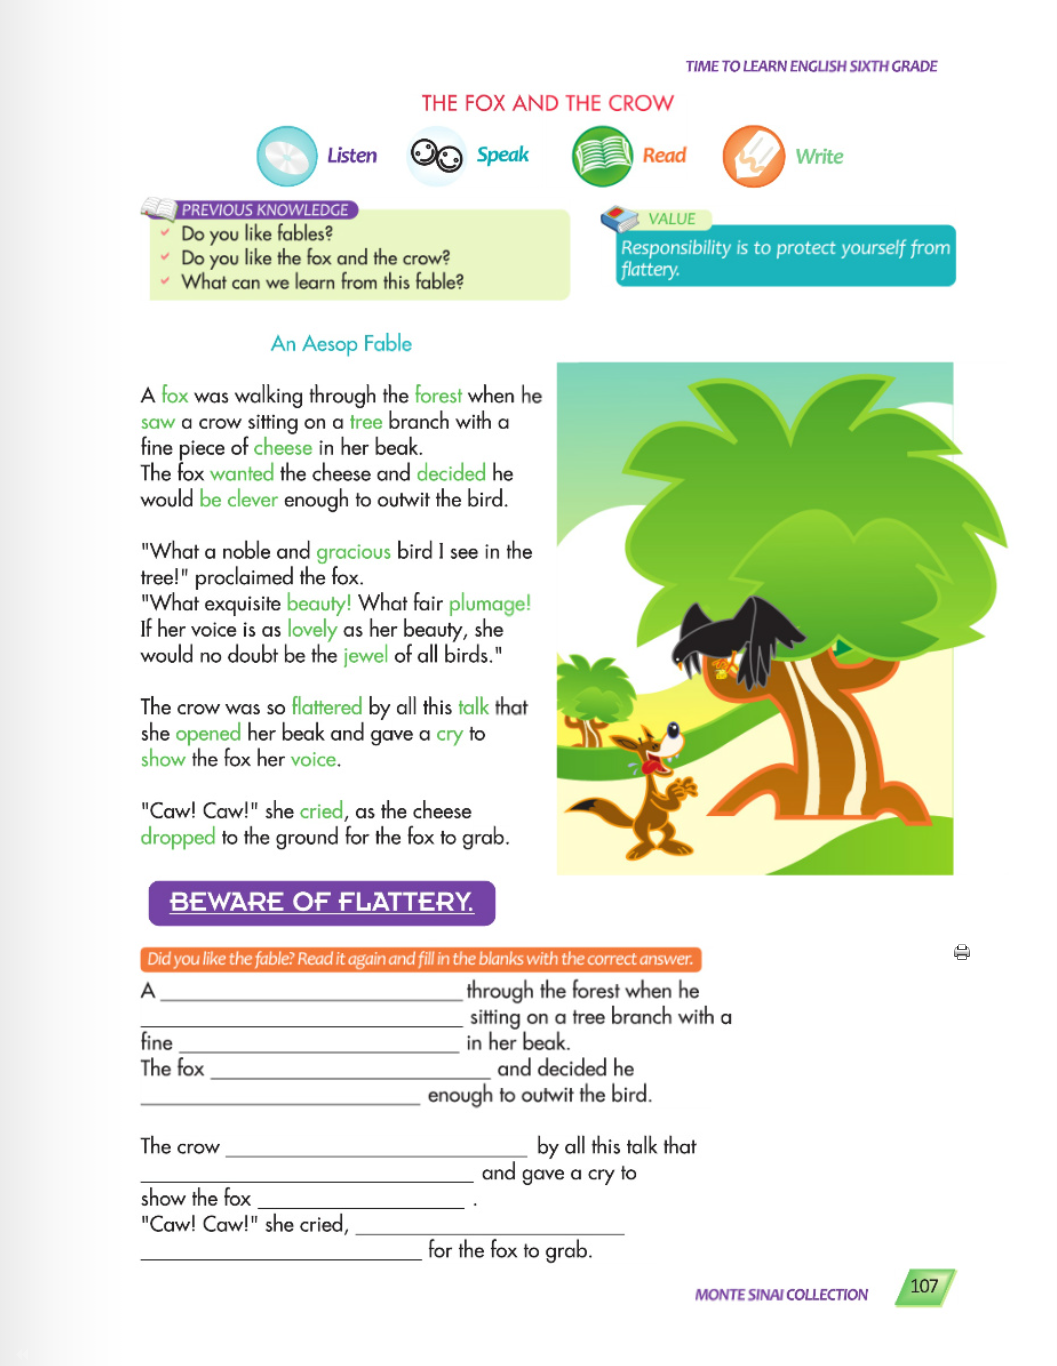 TIME TO LEARN ENGLISH SIXTH GRADE
THE FOX AND THE CROW
Listen Speak Read Write
PREVIOUS KNOWLEDGE
Do you like fables?
Do you like the fox and the crow?
What can we learn from this fable?
VALUE
Responsibility is to protect yourself from
flattery.
An Aesop Fable
A fox was walking through the forest when he
saw a crow sitting on a tree branch with a
fine piece of cheese in her beak.
The fox wanted the cheese and decided he
would be clever enough to outwit the bird.
"What a noble and gracious bird I see in the
tree!" proclaimed the fox.
"What exquisite beauty! What fair plumage!
If her voice is as lovely as her beauty, she
would no doubt be the jewel of all birds."
The crow was so flattered by all this talk that
she opened her beak and gave a cry to
show the fox her voice.
"Caw! Caw!" she cried, as the cheese
dropped to the ground for the fox to grab.
BEWARE OF FLATTERY.
Did you like the fable? Read it again and fill in the blanks with the correct answer.
A ______________________________ through the forest when he
______________________________ sitting on a tree branch with a
fine ______________________________ in her beak.
The fox ______________________________ and decided he
______________________________ enough to outwit the bird.
The crow ______________________________ by all this talk that
______________________________ and gave a cry to
show the fox ____________________ .
"Caw! Caw!" she cried, ______________________________
______________________________ for the fox to grab.
MONTE SINAI COLLECTION 107